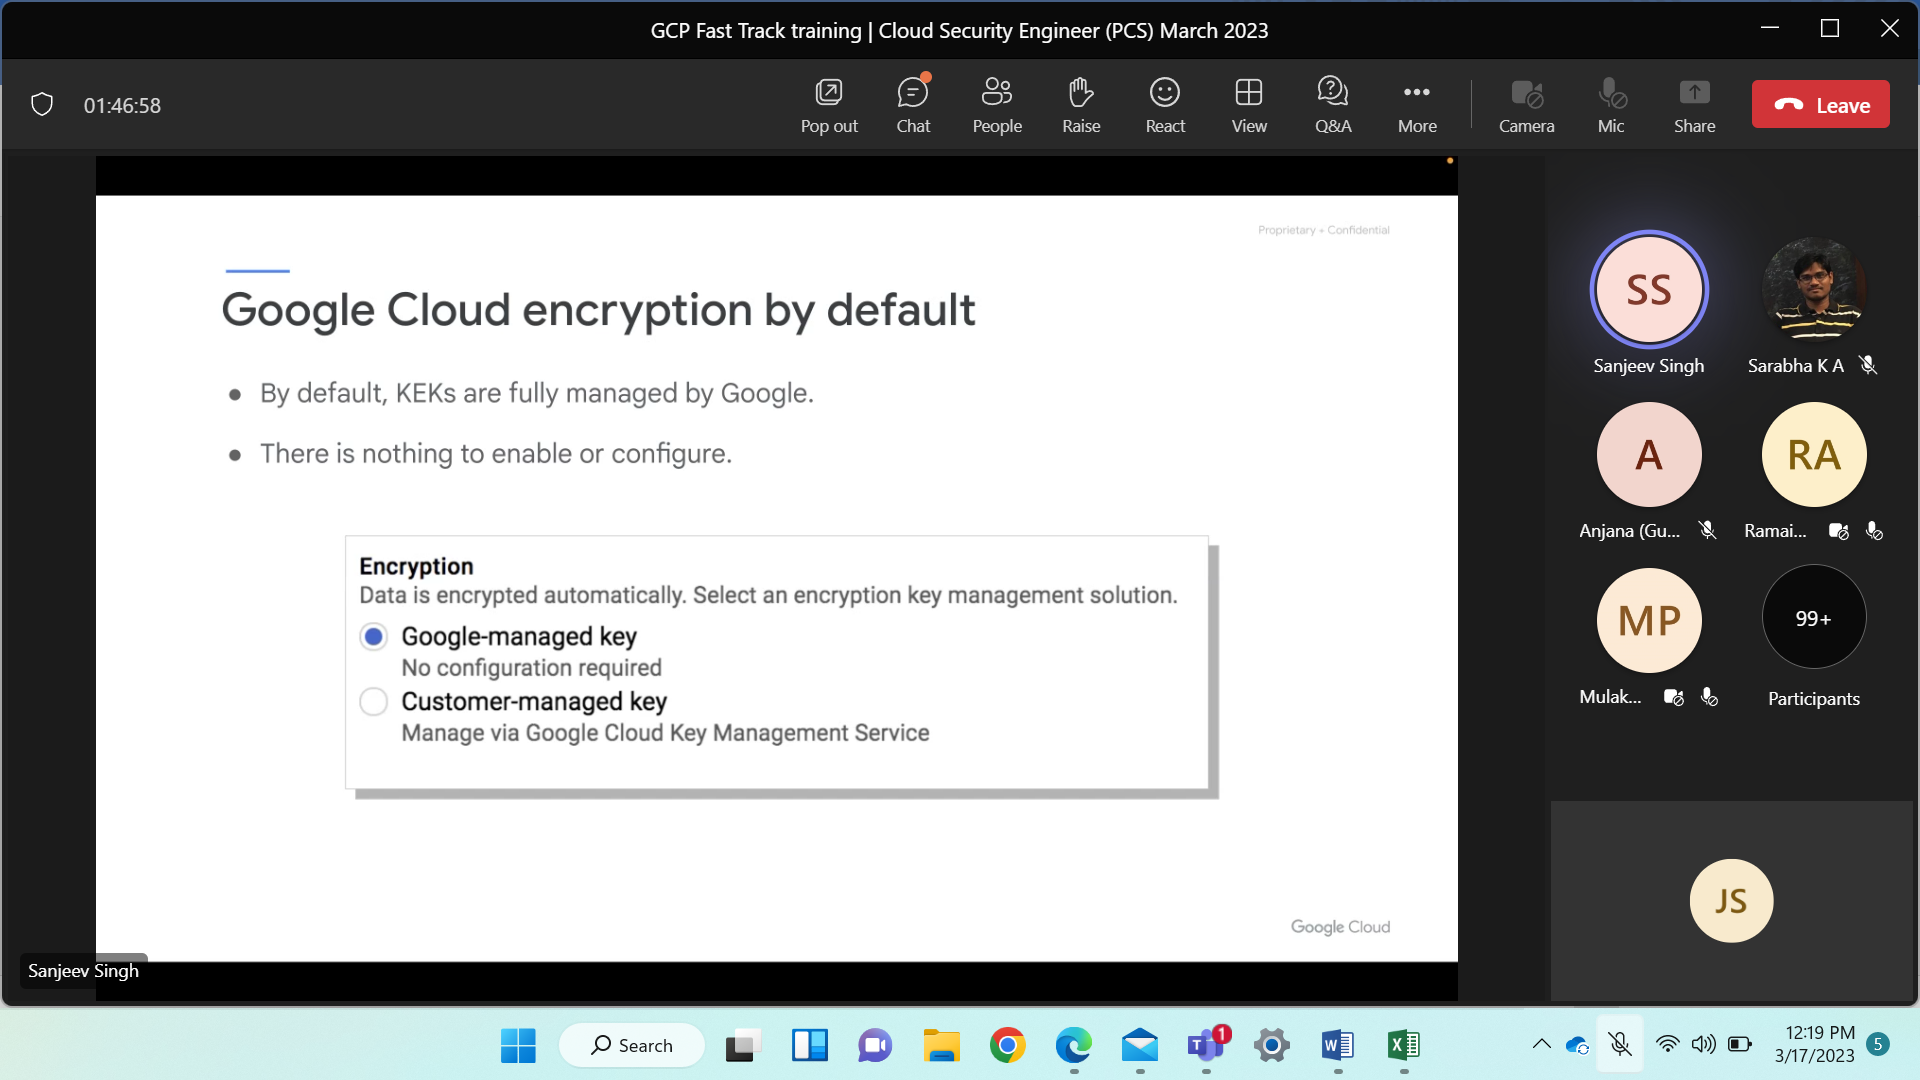 GCP Fast Track training | Cloud Security Engineer (PCS) March 2023
01:46:58
Pop out
Chat
People
Raise
React
View
Q&A
More
Camera
Mic
Share
Leave
Proprietary + Confidential
Google Cloud encryption by default
● By default, KEKs are fully managed by Google.
● There is nothing to enable or configure.
Encryption
Data is encrypted automatically. Select an encryption key management solution.
Google-managed key
No configuration required
Customer-managed key
Manage via Google Cloud Key Management Service
Google Cloud
Sanjeev Singh
SS
Sanjeev Singh
Sarabha K A
A
Anjana (Gu...
RA
Ramai...
MP
Mulak...
99+
Participants
JS
Search
T
1
W
X
12:19 PM
3/17/2023
5